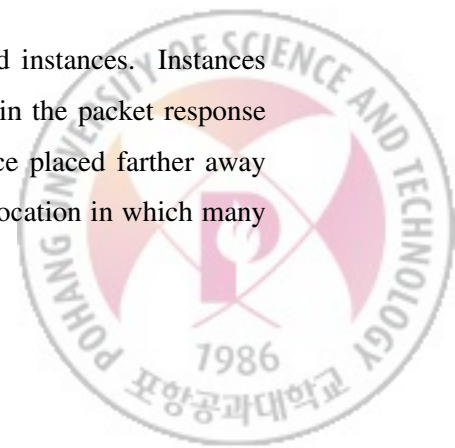 d instances. Instances
in the packet response
ce placed farther away
ocation in which many
POHANG UNIVERSITY OF SCIENCE AND TECHNOLOGY
1986
포항공과대학교